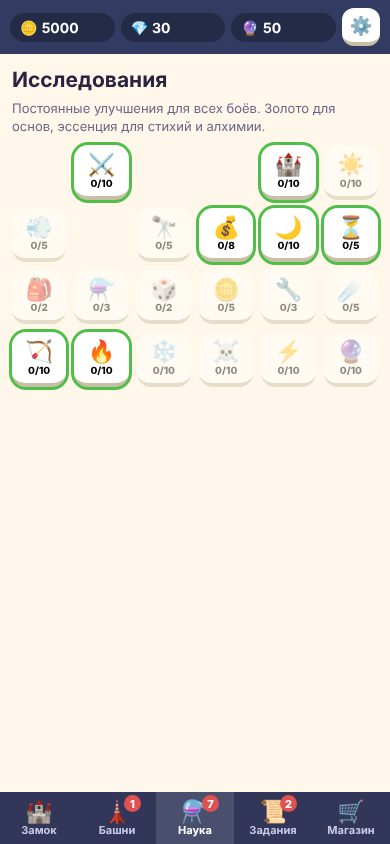 5000 30 50
Исследования
Постоянные улучшения для всех боёв. Золото для
основ, эссенция для стихий и алхимии.
0/10 0/10 0/10
0/5 0/5 0/8 0/10 0/5
0/2 0/3 0/2 0/5 0/3 0/5
0/10 0/10 0/10 0/10 0/10 0/10
1 7 2
Замок Башни Наука Задания Магазин